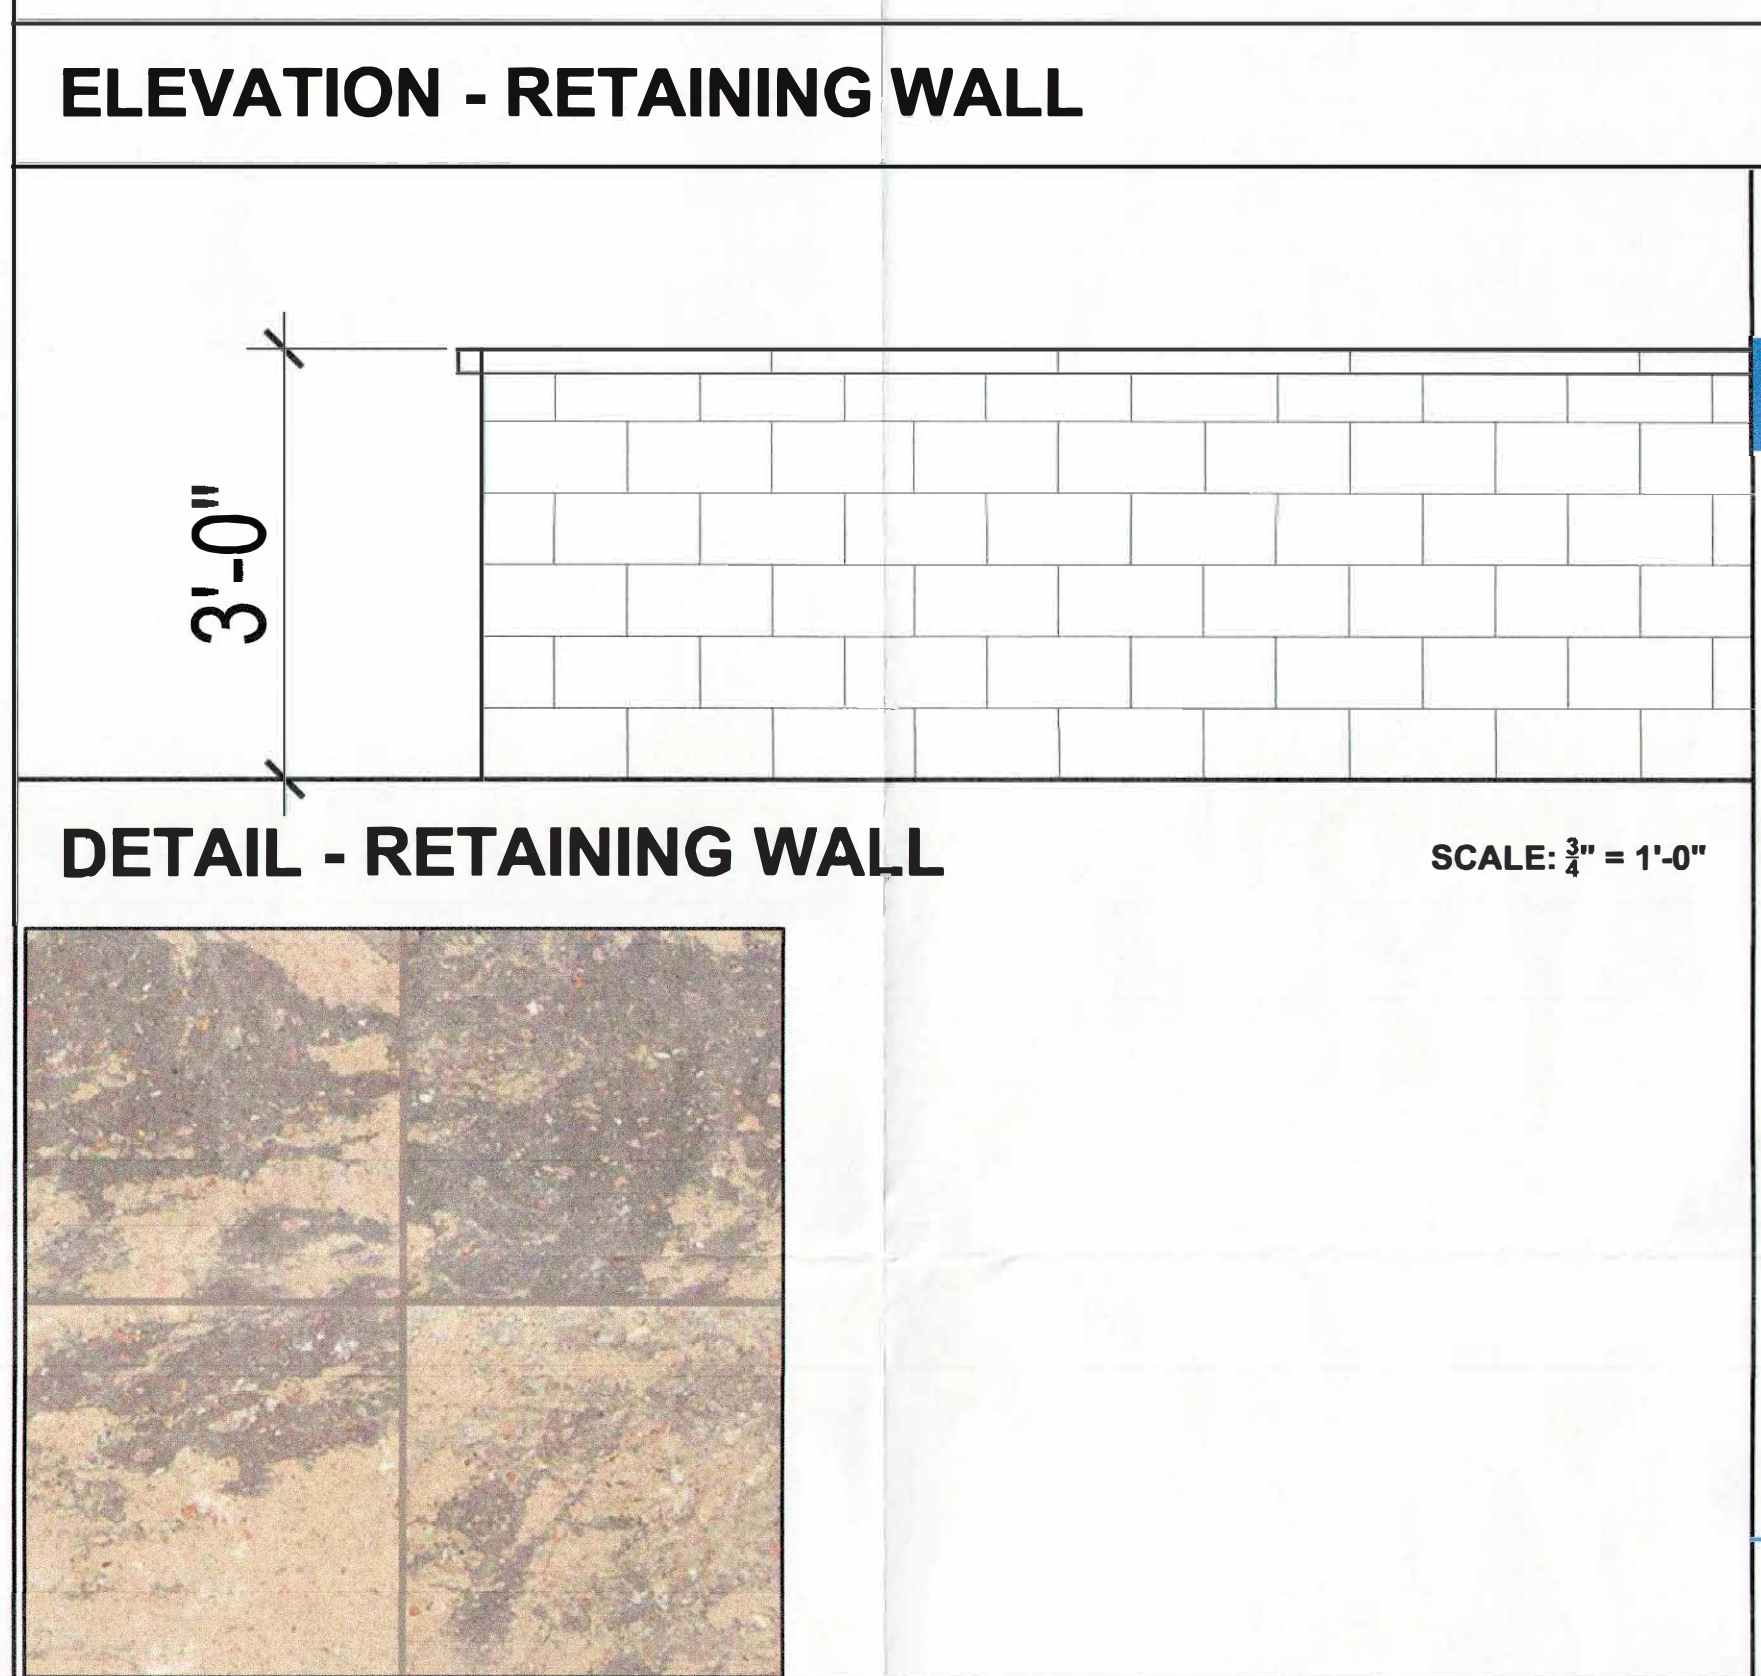 ELEVATION - RETAINING WALL
3'-0"
DETAIL - RETAINING WALL
SCALE: ¾" = 1'-0"